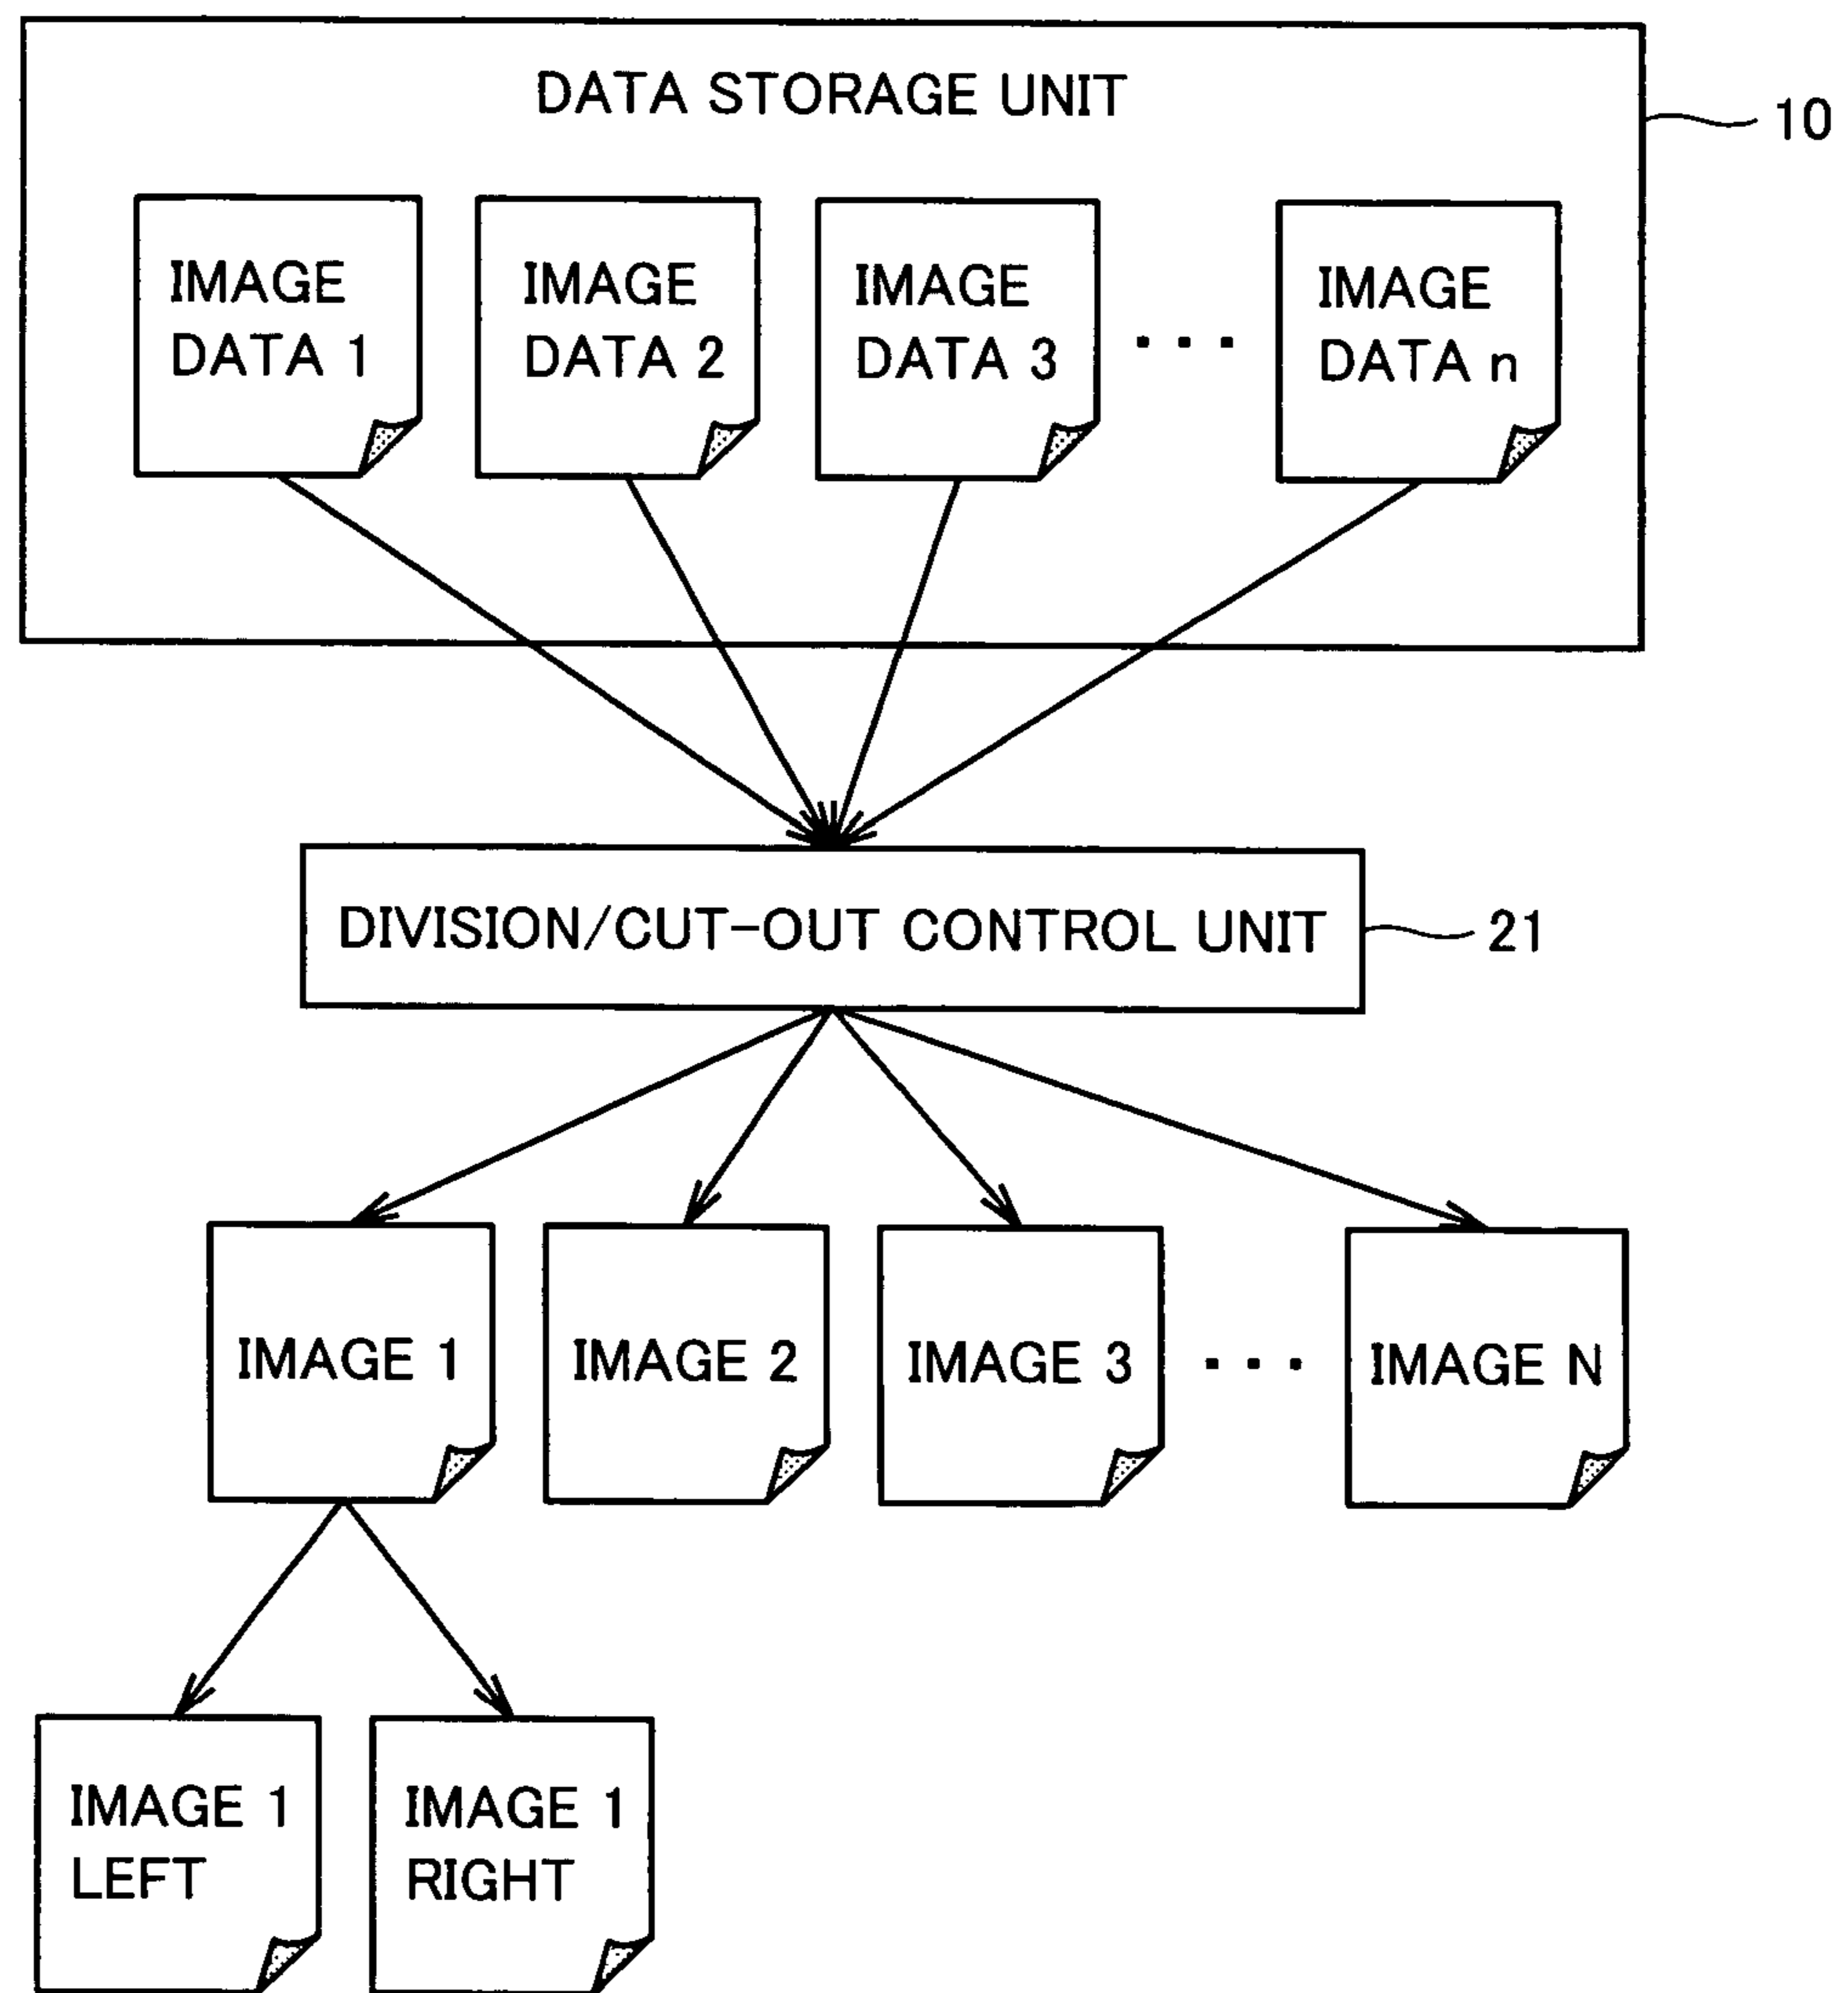 DATA STORAGE UNIT
10
IMAGE
DATA 1
IMAGE
DATA 2
IMAGE
DATA 3
...
IMAGE
DATA n
DIVISION/CUT-OUT CONTROL UNIT
21
IMAGE 1
IMAGE 2
IMAGE 3
...
IMAGE N
IMAGE 1
LEFT
IMAGE 1
RIGHT